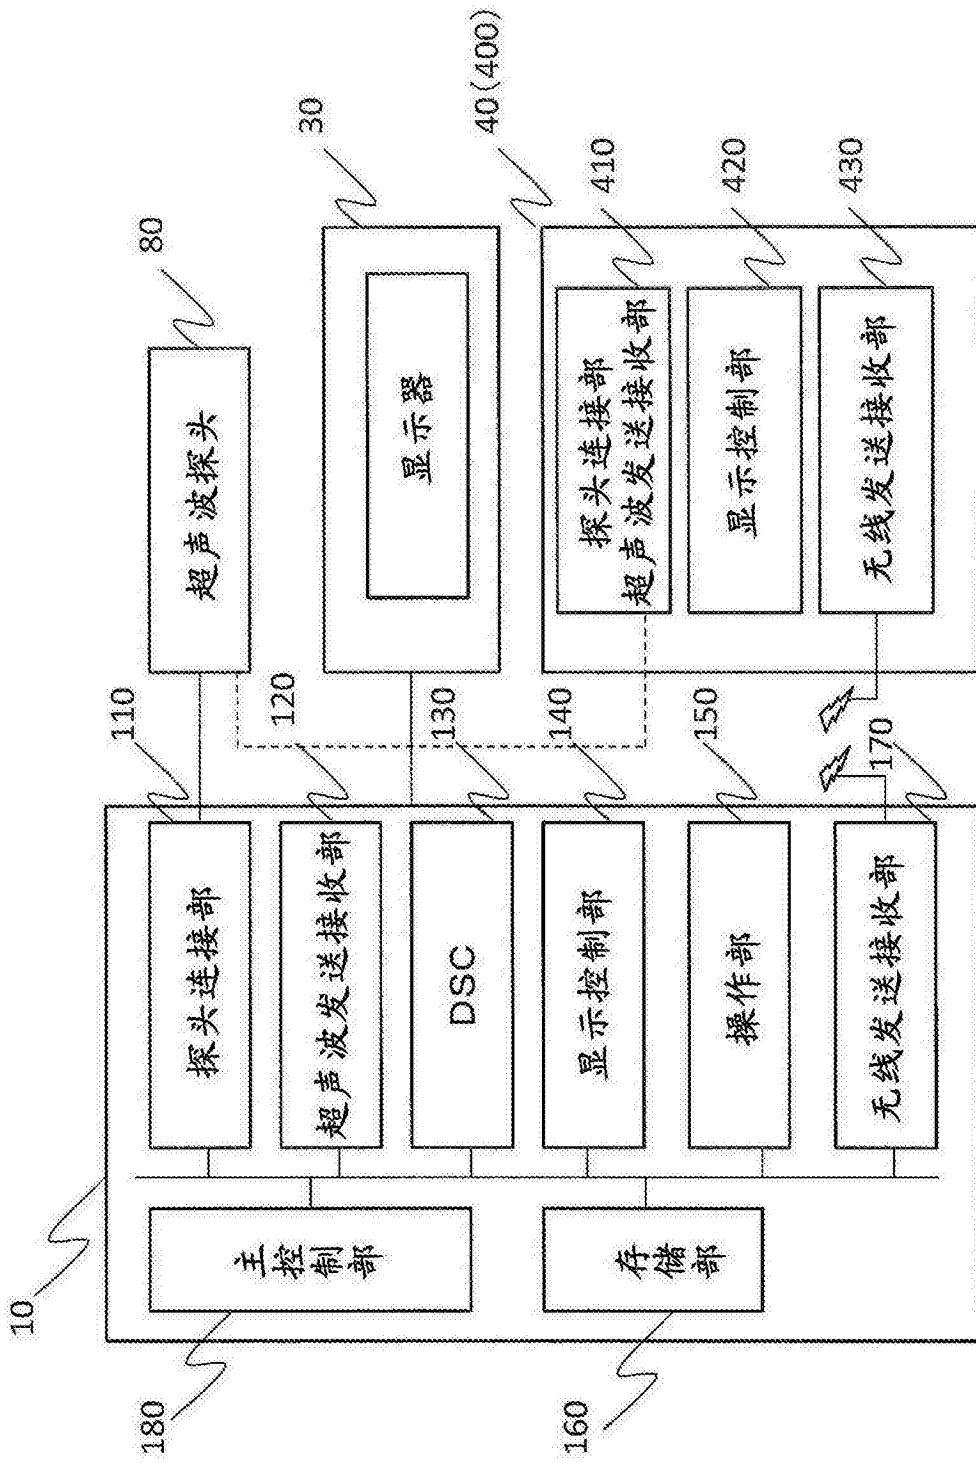 10
180
主控制部
160
存储部
110
探头连接部
120
超声波发送接收部
130
DSC
140
显示控制部
150
操作部
170
无线发送接收部
80
超声波探头
30
显示器
40(400)
410
探头连接部
超声波发送接收部
420
显示控制部
430
无线发送接收部